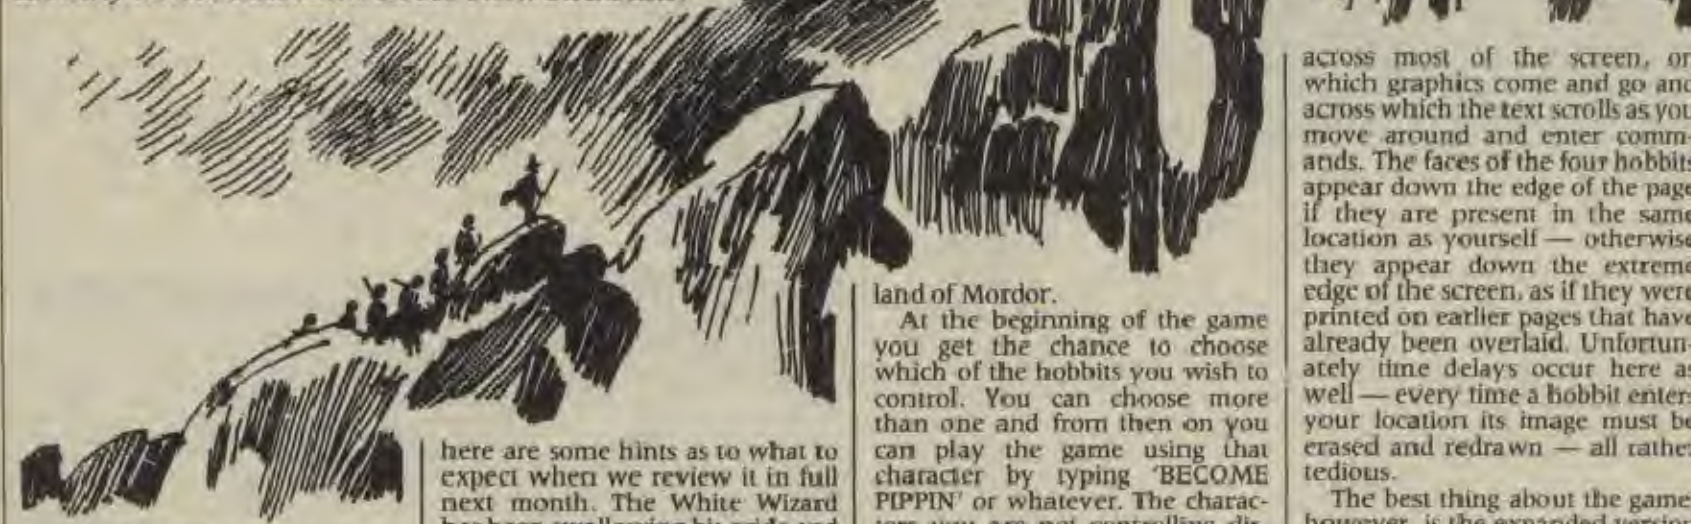 here are some hints as to what to
expect when we review it in full
next month. The White Wizard
land of Mordor.
At the beginning of the game
you get the chance to choose
which of the hobbits you wish to
control. You can choose more
than one and from then on you
can play the game using that
character by typing 'BECOME
PIPPIN' or whatever. The charac-
across most of the screen, on
which graphics come and go and
across which the text scrolls as you
move around and enter comm-
ands. The faces of the four hobbits
appear down the edge of the page
if they are present in the same
location as yourself — otherwise
they appear down the extreme
edge of the screen, as if they were
printed on earlier pages that have
already been overlaid. Unfortun-
ately time delays occur here as
well — every time a hobbit enters
your location its image must be
erased and redrawn — all rather
tedious.
The best thing about the game,